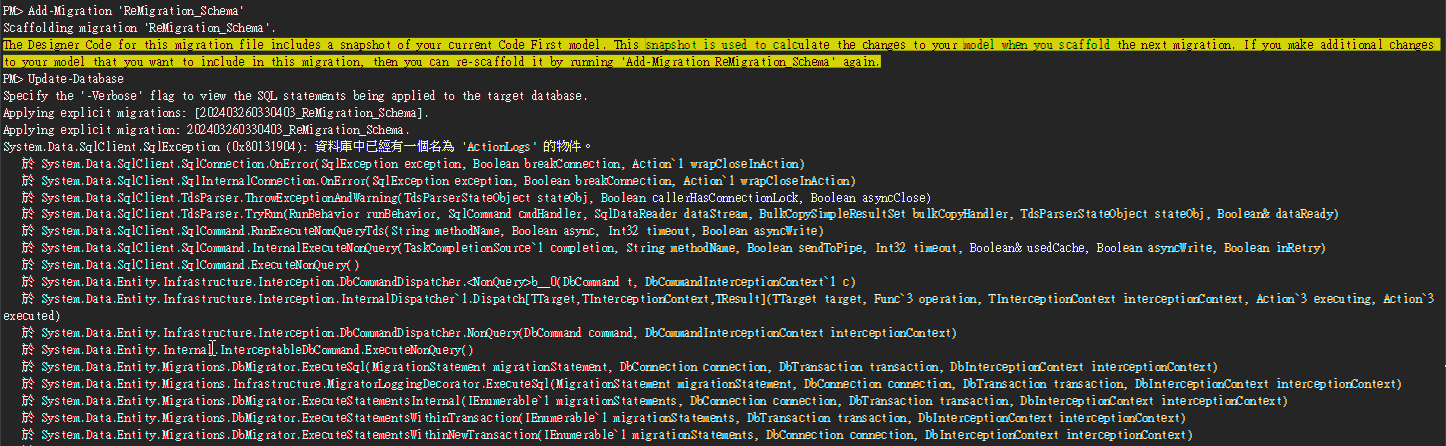 PM> Add-Migration 'ReMigration_Schema'
Scaffolding migration 'ReMigration_Schema'.
The Designer Code for this migration file includes a snapshot of your current Code First model. This snapshot is used to calculate the changes to your model when you scaffold the next migration. If you make additional changes
to your model that you want to include in this migration, then you can re-scaffold it by running 'Add-Migration ReMigration_Schema' again.
PM> Update-Database
Specify the '-Verbose' flag to view the SQL statements being applied to the target database.
Applying explicit migrations: [202403260330403_ReMigration_Schema].
Applying explicit migration: 202403260330403_ReMigration_Schema.
System.Data.SqlClient.SqlException (0x80131904): 資料庫中已經有一個名為 'ActionLogs' 的物件。
於 System.Data.SqlClient.SqlConnection.OnError(SqlException exception, Boolean breakConnection, Action`1 wrapCloseInAction)
於 System.Data.SqlClient.SqlInternalConnection.OnError(SqlException exception, Boolean breakConnection, Action`1 wrapCloseInAction)
於 System.Data.SqlClient.TdsParser.ThrowExceptionAndWarning(TdsParserStateObject stateObj, Boolean callerHasConnectionLock, Boolean asyncClose)
於 System.Data.SqlClient.TdsParser.TryRun(RunBehavior runBehavior, SqlCommand cmdHandler, SqlDataReader dataStream, BulkCopySimpleResultSet bulkCopyHandler, TdsParserStateObject stateObj, Boolean& dataReady)
於 System.Data.SqlClient.SqlCommand.RunExecuteNonQueryTds(String methodName, Boolean async, Int32 timeout, Boolean asyncWrite)
於 System.Data.SqlClient.SqlCommand.InternalExecuteNonQuery(TaskCompletionSource`1 completion, String methodName, Boolean sendToPipe, Int32 timeout, Boolean& usedCache, Boolean asyncWrite, Boolean inRetry)
於 System.Data.SqlClient.SqlCommand.ExecuteNonQuery()
於 System.Data.Entity.Infrastructure.Interception.DbCommandDispatcher.<NonQuery>b__0(DbCommand t, DbCommandInterceptionContext`1 c)
於 System.Data.Entity.Infrastructure.Interception.InternalDispatcher`1.Dispatch[TTarget,TInterceptionContext,TResult](TTarget target, Func`3 operation, TInterceptionContext interceptionContext, Action`3 executing, Action`3
executed)
於 System.Data.Entity.Infrastructure.Interception.DbCommandDispatcher.NonQuery(DbCommand command, DbCommandInterceptionContext interceptionContext)
於 System.Data.Entity.Internal.InterceptableDbCommand.ExecuteNonQuery()
於 System.Data.Entity.Migrations.DbMigrator.ExecuteSql(MigrationStatement migrationStatement, DbConnection connection, DbTransaction transaction, DbInterceptionContext interceptionContext)
於 System.Data.Entity.Migrations.Infrastructure.MigratorLoggingDecorator.ExecuteSql(MigrationStatement migrationStatement, DbConnection connection, DbTransaction transaction, DbInterceptionContext interceptionContext)
於 System.Data.Entity.Migrations.DbMigrator.ExecuteStatementsInternal(IEnumerable`1 migrationStatements, DbConnection connection, DbTransaction transaction, DbInterceptionContext interceptionContext)
於 System.Data.Entity.Migrations.DbMigrator.ExecuteStatementsWithinTransaction(IEnumerable`1 migrationStatements, DbTransaction transaction, DbInterceptionContext interceptionContext)
於 System.Data.Entity.Migrations.DbMigrator.ExecuteStatementsWithinNewTransaction(IEnumerable`1 migrationStatements, DbConnection connection, DbInterceptionContext interceptionContext)